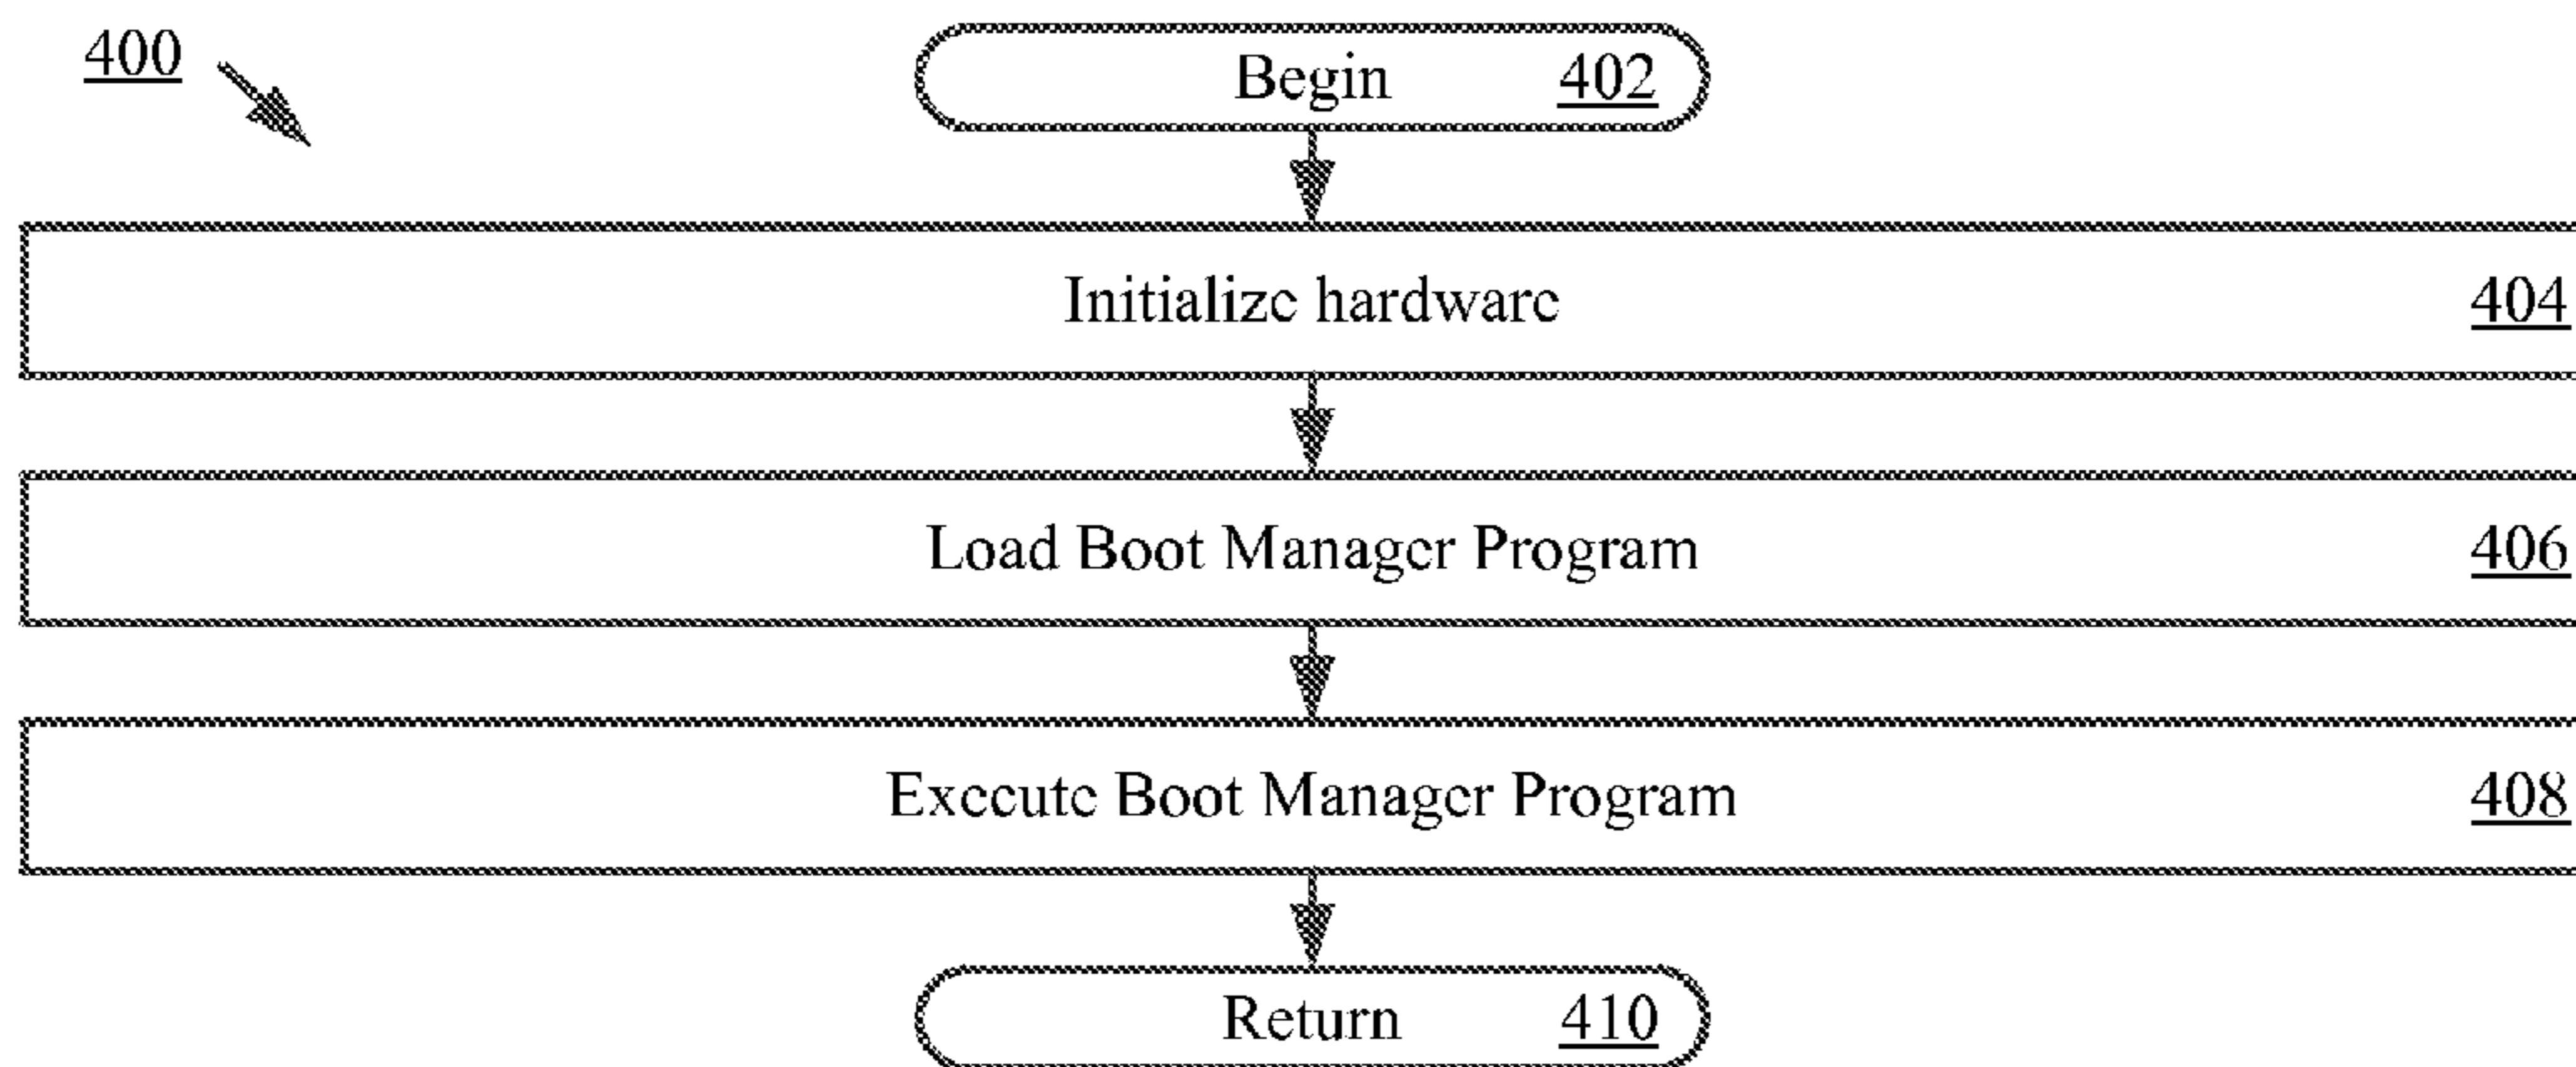 400
Begin 402
Initialize hardware 404
Load Boot Manager Program 406
Execute Boot Manager Program 408
Return 410